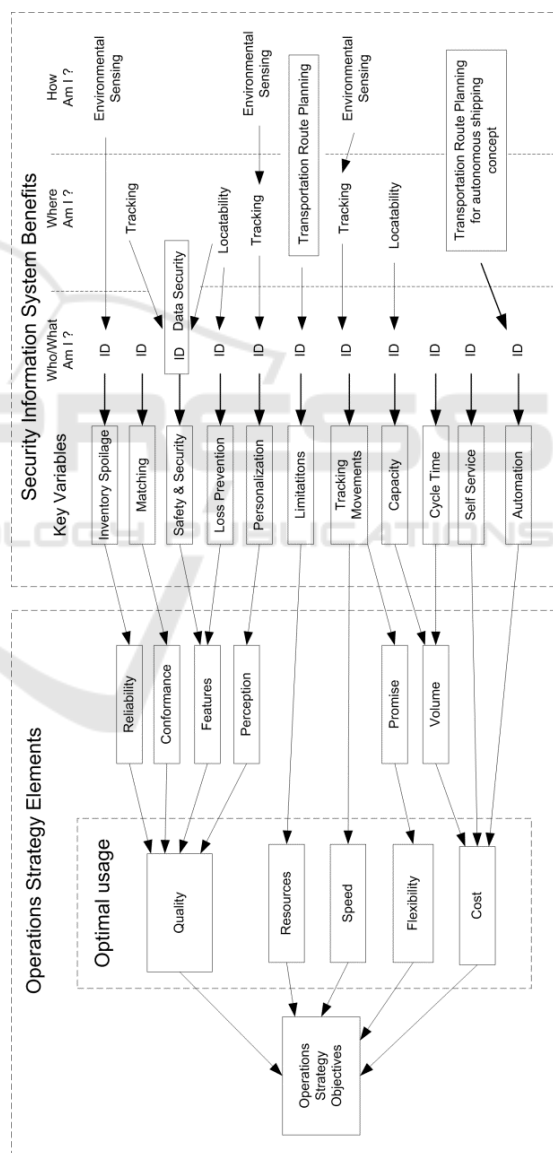 Security Information System Benefits
Operations Strategy Elements
Key Variables
Who/What
Am I ?
Where
Am I ?
How
Am I ?
Optimal usage
Operations
Strategy
Objectives
Quality
Resources
Speed
Flexibility
Cost
Reliability
Conformance
Features
Perception
Promise
Volume
Inventory Spoilage
ID
Environmental
Sensing
Matching
ID
Tracking
Safety & Security
ID Data Security
Loss Prevention
ID
Locatability
Personalization
ID
Tracking
Environmental
Sensing
Limitations
ID
Transportation Route Planning
Tracking
Movements
ID
Tracking
Environmental
Sensing
Capacity
ID
Locatability
Cycle Time
ID
Self Service
ID
Automation
ID
Transportation Route Planning
for autonomous shipping
concept
PRESS
OLOGY PUBLICATIONS